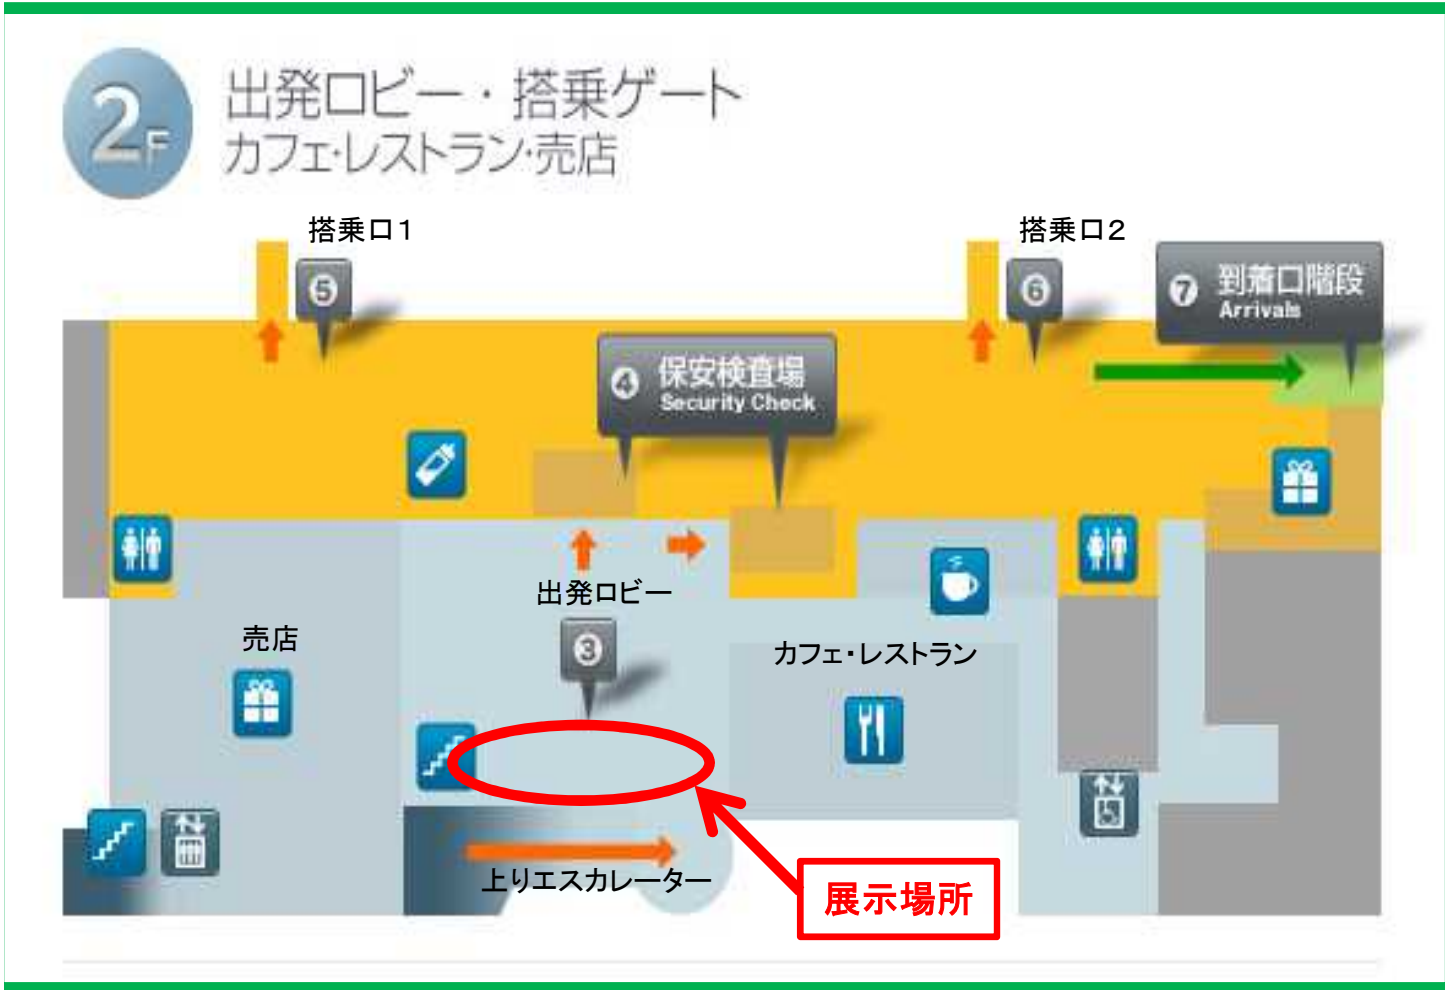 2F
出発ロビー・搭乗ゲート
カフェ・レストラン・売店
搭乗口1
搭乗口2
⑤
⑥
⑦ 到着口階段
Arrivals
④ 保安検査場
Security Check
出発ロビー
③
売店
カフェ・レストラン
上りエスカレーター
展示場所